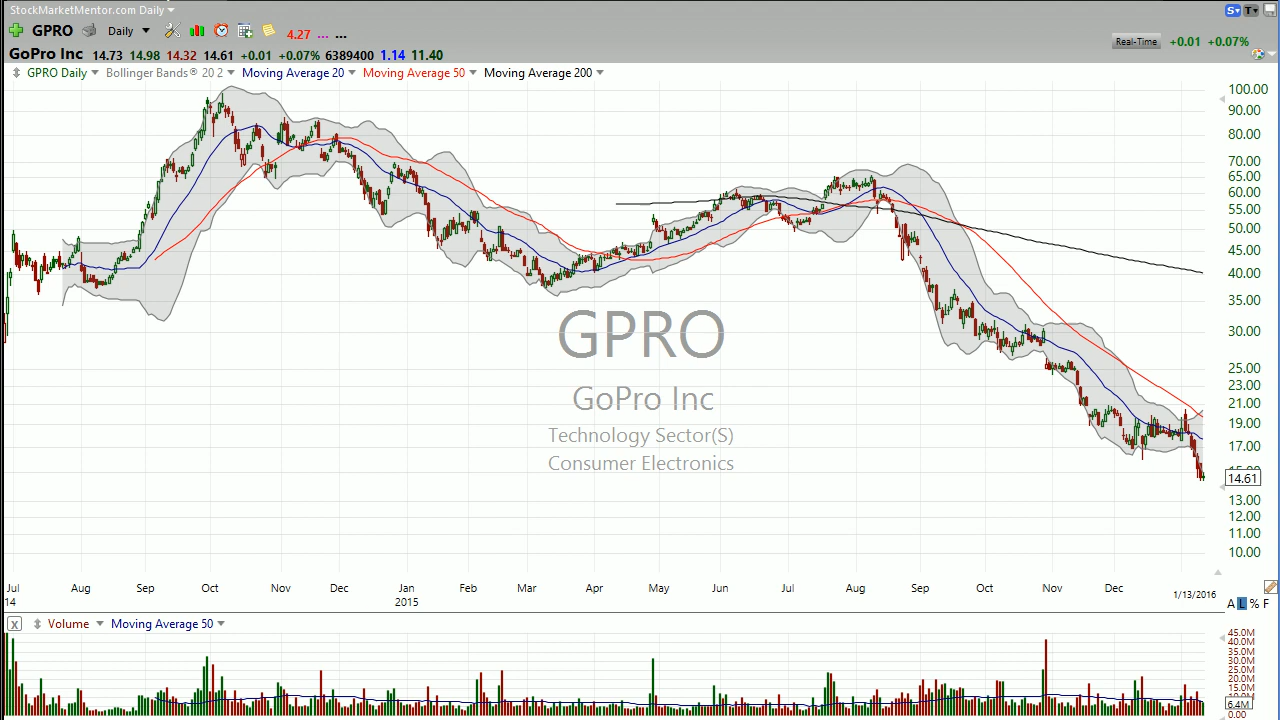 StockMarketMentor.com Daily
GPRO Daily 4.27 ... ...
GoPro Inc 14.73 14.98 14.32 14.61 +0.01 +0.07% 6389400 1.14 11.40
Real-Time +0.01 +0.07%
S T
GPRO Daily Bollinger Bands® 20 2 Moving Average 20 Moving Average 50 Moving Average 200
100.00
90.00
80.00
70.00
65.00
60.00
55.00
50.00
45.00
40.00
35.00
30.00
25.00
23.00
21.00
19.00
17.00
14.61
13.00
12.00
11.00
10.00
GPRO
GoPro Inc
Technology Sector(S)
Consumer Electronics
Jul Aug Sep Oct Nov Dec Jan Feb Mar Apr May Jun Jul Aug Sep Oct Nov Dec
14 2015 1/13/2016
A L % F
X Volume Moving Average 50
45.0M
40.0M
35.0M
30.0M
25.0M
20.0M
15.0M
10.0M
6.4M
0.00